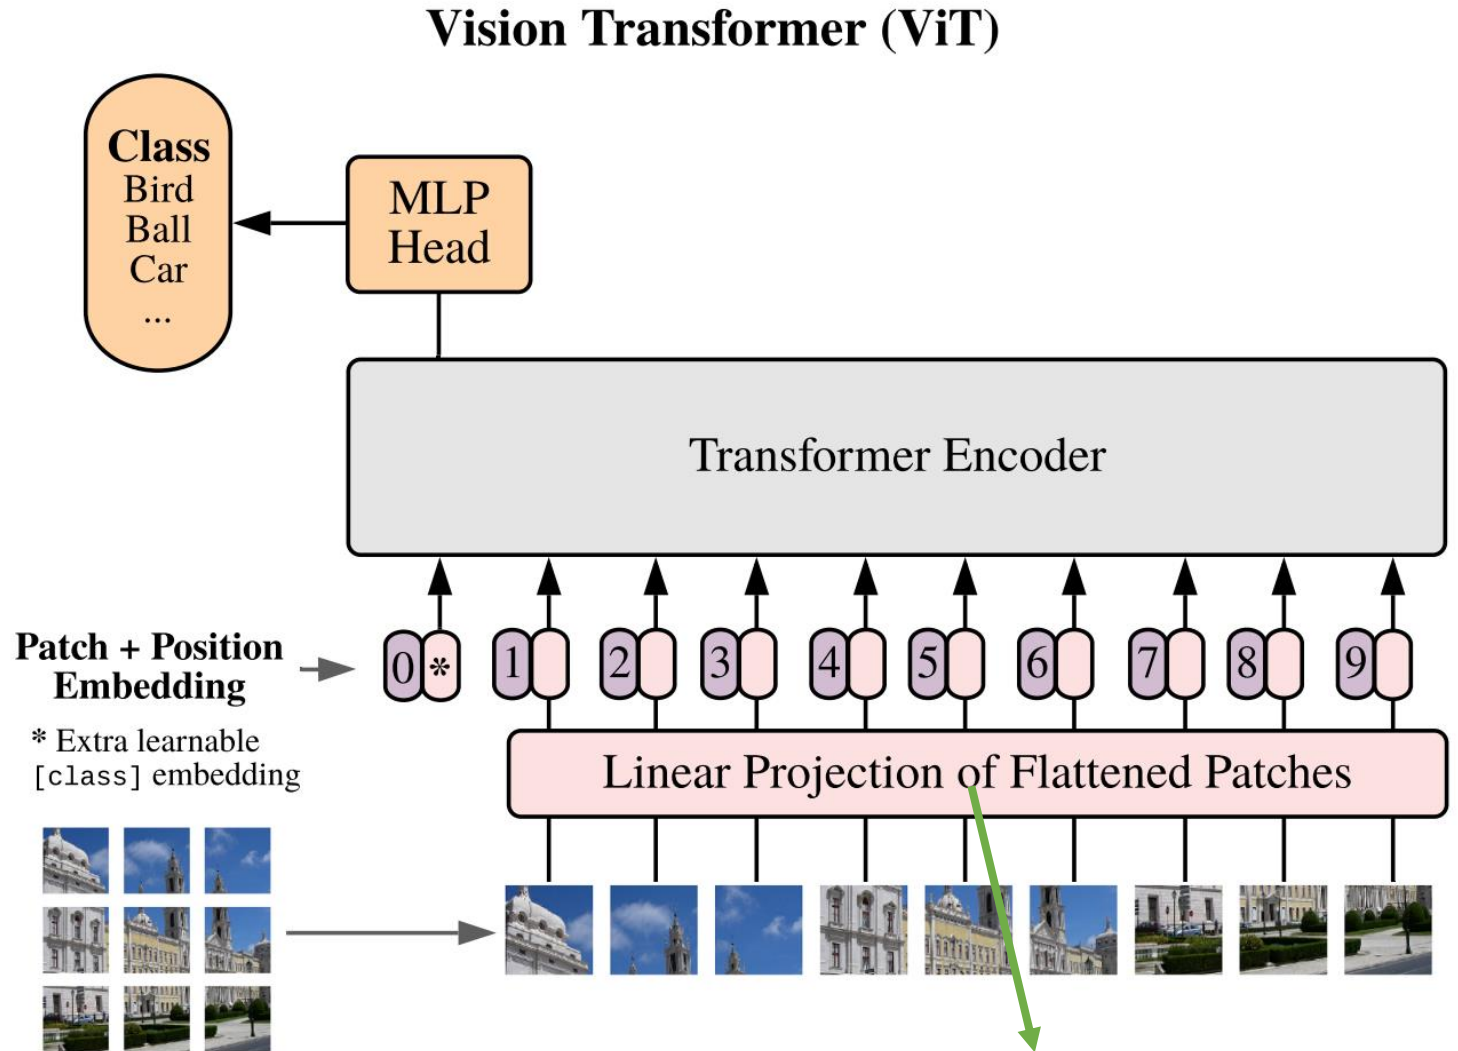 Vision Transformer (ViT)
Class
Bird
Ball
Car
...
MLP
Head
Transformer Encoder
Patch + Position
Embedding
0 * 1 2 3 4 5 6 7 8 9
* Extra learnable
[class] embedding
Linear Projection of Flattened Patches